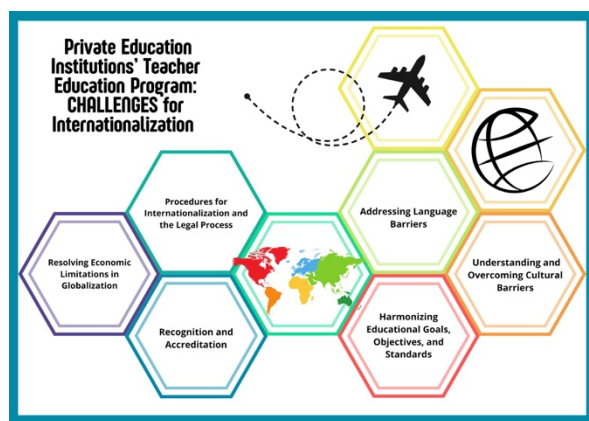 Private Education
Institutions' Teacher
Education Program:
CHALLENGES for
Internationalization
Procedures for
Internationalization and
the Legal Process
Addressing Language
Barriers
Resolving Economic
Limitations in
Globalization
Understanding and
Overcoming Cultural
Barriers
Recognition and
Accreditation
Harmonizing
Educational Goals,
Objectives, and
Standards